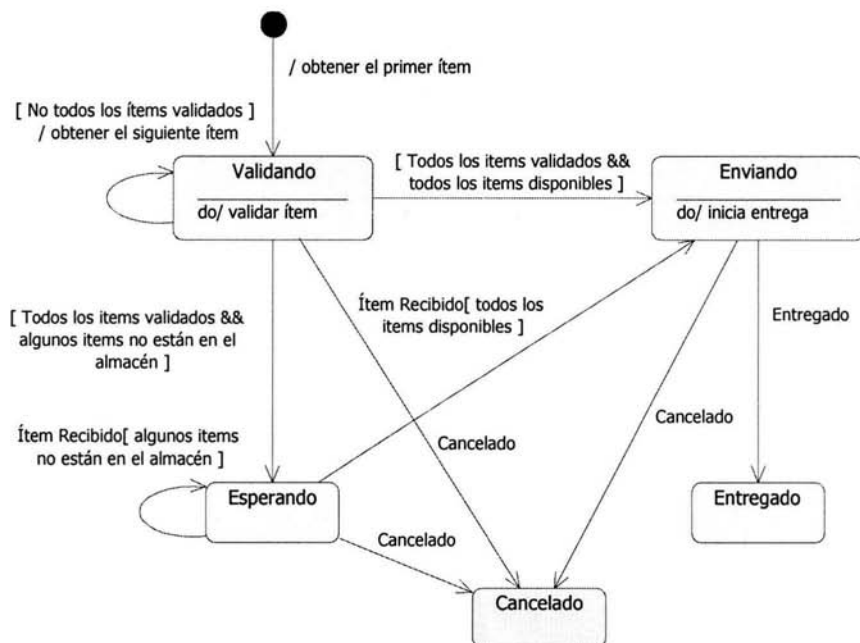 / obtener el primer ítem
[ No todos los ítems validados ]
/ obtener el siguiente ítem
Validando
do/ validar ítem
[ Todos los items validados &&
todos los items disponibles ]
Enviando
do/ inicia entrega
[ Todos los items validados &&
algunos items no están en el
almacén ]
Ítem Recibido[ todos los
items disponibles ]
Entregado
Ítem Recibido[ algunos items
no están en el almacén ]
Cancelado
Cancelado
Esperando
Entregado
Cancelado
Cancelado